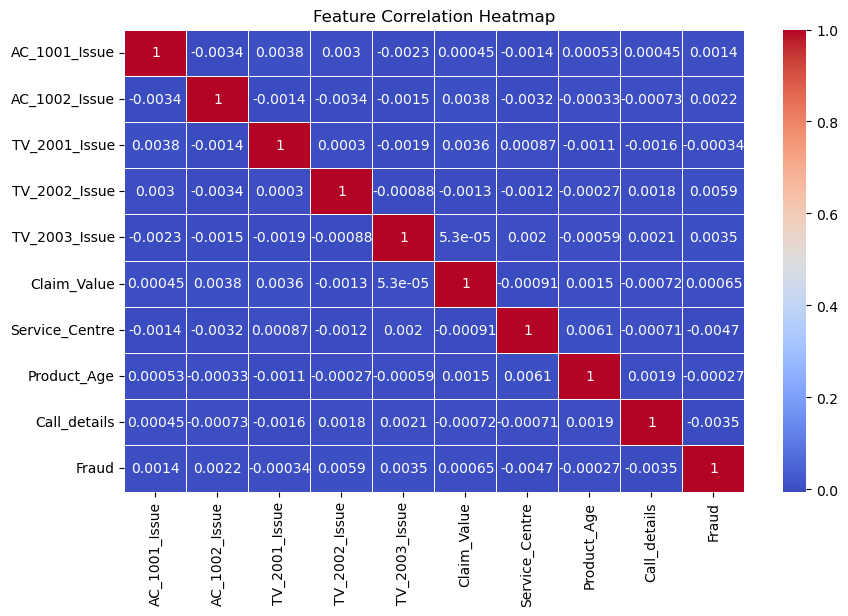 Feature Correlation Heatmap
AC_1001_Issue 1 -0.0034 0.0038 0.003 -0.0023 0.00045 -0.0014 0.00053 0.00045 0.0014
AC_1002_Issue -0.0034 1 -0.0014 -0.0034 -0.0015 0.0038 -0.0032 -0.00033 -0.00073 0.0022
TV_2001_Issue 0.0038 -0.0014 1 0.0003 -0.0019 0.0036 0.00087 -0.0011 -0.0016 -0.00034
TV_2002_Issue 0.003 -0.0034 0.0003 1 -0.00088 -0.0013 -0.0012 -0.00027 0.0018 0.0059
TV_2003_Issue -0.0023 -0.0015 -0.0019 -0.00088 1 5.3e-05 0.002 -0.00059 0.0021 0.0035
Claim_Value 0.00045 0.0038 0.0036 -0.0013 5.3e-05 1 -0.00091 0.0015 -0.00072 0.00065
Service_Centre -0.0014 -0.0032 0.00087 -0.0012 0.002 -0.00091 1 0.0061 -0.00071 -0.0047
Product_Age 0.00053 -0.00033 -0.0011 -0.00027 -0.00059 0.0015 0.0061 1 0.0019 -0.00027
Call_details 0.00045 -0.00073 -0.0016 0.0018 0.0021 -0.00072 -0.00071 0.0019 1 -0.0035
Fraud 0.0014 0.0022 -0.00034 0.0059 0.0035 0.00065 -0.0047 -0.00027 -0.0035 1
AC_1001_Issue
AC_1002_Issue
TV_2001_Issue
TV_2002_Issue
TV_2003_Issue
Claim_Value
Service_Centre
Product_Age
Call_details
Fraud
1.0
0.8
0.6
0.4
0.2
0.0